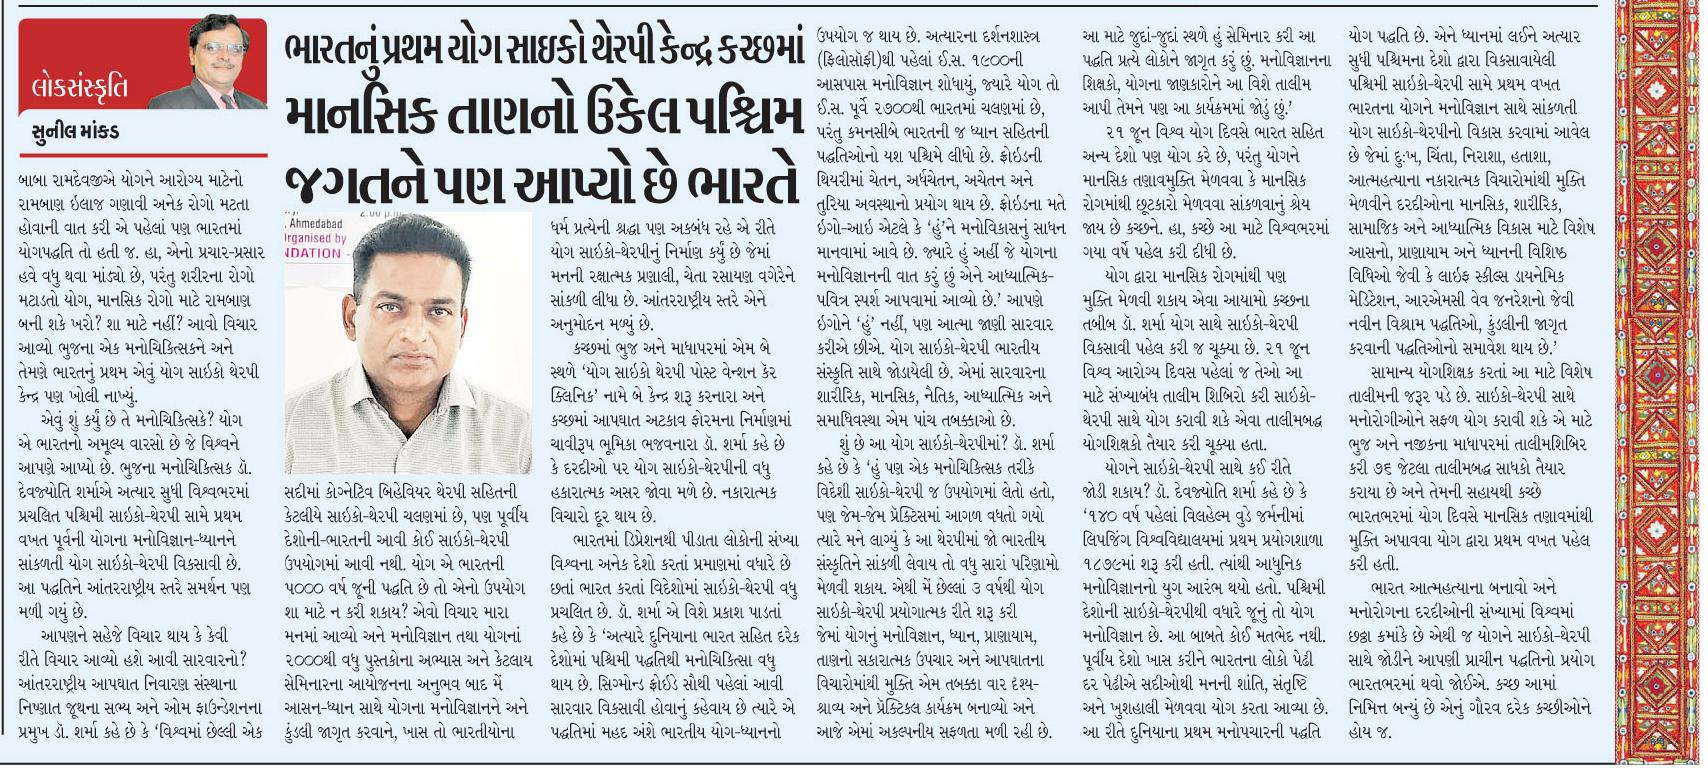 લોકસંસ્કૃતિ
સુનીલ માંકડ
ભારતનું પ્રથમ યોગ સાઇકો થેરપી કેન્દ્ર કચ્છમાં
માનસિક તાણનો ઉકેલ પશ્ચિમ
જગતને પણ આપ્યો છે ભારતે
બાબા રામદેવજીએ યોગને આરોગ્ય માટેનો
રામબાણ ઇલાજ ગણાવી અનેક રોગો મટતા
હોવાની વાત કરી એ પહેલાં પણ ભારતમાં
યોગપદ્ધતિ તો હતી જ. હા, એનો પ્રચાર-પ્રસાર
હવે વધુ થવા માંડ્યો છે, પરંતુ શરીરના રોગો
મટાડતો યોગ, માનસિક રોગો માટે રામબાણ
બની શકે ખરો? શા માટે નહીં? આવો વિચાર
આવ્યો ભુજના એક મનોચિકિત્સકને અને
તેમણે ભારતનું પ્રથમ એવું યોગ સાઇકો થેરપી
કેન્દ્ર પણ ખોલી નાખ્યું.
એવું શું કર્યું છે તે મનોચિકિત્સકે? યોગ
એ ભારતનો અમૂલ્ય વારસો છે જે વિશ્વને
આપણે આપ્યો છે. ભુજના મનોચિકિત્સક ડૉ.
દેવજ્યોતિ શર્માએ અત્યાર સુધી વિશ્વભરમાં
પ્રચલિત પશ્ચિમી સાઇકો-થેરપી સામે પ્રથમ
વખત પૂર્વની યોગના મનોવિજ્ઞાન-ધ્યાનને
સાંકળતી યોગ સાઇકો-થેરપી વિકસાવી છે.
આ પદ્ધતિને આંતરરાષ્ટ્રીય સ્તરે સમર્થન પણ
મળી ગયું છે.
આપણને સહેજે વિચાર થાય કે કેવી
રીતે વિચાર આવ્યો હશે આવી સારવારનો?
આંતરરાષ્ટ્રીય આપઘાત નિવારણ સંસ્થાના
નિષ્ણાત જૂથના સભ્ય અને ઓમ ફાઉન્ડેશનના
પ્રમુખ ડૉ. શર્મા કહે છે કે 'વિશ્વમાં છેલ્લી એક
2.00 p.m
, Ahmedabad
Organised by
NDATION -
સદીમાં કોગ્નેટિવ બિહેવિયર થેરપી સહિતની
કેટલીયે સાઇકો-થેરપી ચલણમાં છે, પણ પૂર્વીય
દેશોની-ભારતની આવી કોઈ સાઇકો-થેરપી
ઉપયોગમાં આવી નથી. યોગ એ ભારતની
૫૦૦૦ વર્ષ જૂની પદ્ધતિ છે તો એનો ઉપયોગ
શા માટે ન કરી શકાય? એવો વિચાર મારા
મનમાં આવ્યો અને મનોવિજ્ઞાન તથા યોગનાં
૨૦૦૦થી વધુ પુસ્તકોના અભ્યાસ અને કેટલાય
સેમિનારના આયોજનના અનુભવ બાદ મેં
આસન-ધ્યાન સાથે યોગના મનોવિજ્ઞાનને અને
કુંડલી જાગૃત કરવાને, ખાસ તો ભારતીયોના
ધર્મ પ્રત્યેની શ્રદ્ધા પણ અકબંધ રહે એ રીતે
યોગ સાઇકો-થેરપીનું નિર્માણ કર્યું છે જેમાં
મનની રક્ષાત્મક પ્રણાલી, ચેતા રસાયણ વગેરેને
સાંકળી લીધા છે. આંતરરાષ્ટ્રીય સ્તરે એને
અનુમોદન મળ્યું છે.
કચ્છમાં ભુજ અને માધાપરમાં એમ બે
સ્થળે 'યોગ સાઇકો થેરપી પોસ્ટ વેન્શન કૅર
ક્લિનિક' નામે બે કેન્દ્ર શરૂ કરનારા અને
કચ્છમાં આપઘાત અટકાવ ફોરમના નિર્માણમાં
ચાવીરૂપ ભૂમિકા ભજવનારા ડૉ. શર્મા કહે છે
કે દરદીઓ પર યોગ સાઇકો-થેરપીની વધુ
હકારાત્મક અસર જોવા મળે છે. નકારાત્મક
વિચારો દૂર થાય છે.
ભારતમાં ડિપ્રેશનથી પીડાતા લોકોની સંખ્યા
વિશ્વના અનેક દેશો કરતાં પ્રમાણમાં વધારે છે
છતાં ભારત કરતાં વિદેશોમાં સાઇકો-થેરપી વધુ
પ્રચલિત છે. ડૉ. શર્મા એ વિશે પ્રકાશ પાડતાં
કહે છે કે 'અત્યારે દુનિયાના ભારત સહિત દરેક
દેશોમાં પશ્ચિમી પદ્ધતિથી મનોચિકિત્સા વધુ
થાય છે. સિગ્મોન્ડ ફ્રોઈડે સૌથી પહેલાં આવી
સારવાર વિકસાવી હોવાનું કહેવાય છે ત્યારે એ
પદ્ધતિમાં મહદ અંશે ભારતીય યોગ-ધ્યાનનો
ઉપયોગ જ થાય છે. અત્યારના દર્શનશાસ્ત્ર
(ફિલોસૉફી)થી પહેલાં ઈ.સ. ૧૯૦૦ની
આસપાસ મનોવિજ્ઞાન શોધાયું, જ્યારે યોગ તો
ઈ.સ. પૂર્વે ૨૭૦૦થી ભારતમાં ચલણમાં છે,
પરંતુ કમનસીબે ભારતની જ ધ્યાન સહિતની
પદ્ધતિઓનો યશ પશ્ચિમે લીધો છે. ફ્રોઇડની
થિયરીમાં ચેતન, અર્ધચેતન, અચેતન અને
તુરિયા અવસ્થાનો પ્રયોગ થાય છે. ફ્રોઇડના મતે
ઇગો-આઇ એટલે કે 'હું'ને મનોવિકાસનું સાધન
માનવામાં આવે છે. જ્યારે હું અહીં જે યોગના
મનોવિજ્ઞાનની વાત કરું છું એને આધ્યાત્મિક-
પવિત્ર સ્પર્શ આપવામાં આવ્યો છે.' આપણે
ઇગોને 'હું' નહીં, પણ આત્મા જાણી સારવાર
કરીએ છીએ. યોગ સાઇકો-થેરપી ભારતીય
સંસ્કૃતિ સાથે જોડાયેલી છે. એમાં સારવારના
શારીરિક, માનસિક, નૈતિક, આધ્યાત્મિક અને
સમાધિવસ્થા એમ પાંચ તબક્કાઓ છે.
શું છે આ યોગ સાઇકો-થેરપીમાં? ડૉ. શર્મા
કહે છે કે 'હું પણ એક મનોચિકિત્સક તરીકે
વિદેશી સાઇકો-થેરપી જ ઉપયોગમાં લેતો હતો,
પણ જેમ-જેમ પ્રૅક્ટિસમાં આગળ વધતો ગયો
ત્યારે મને લાગ્યું કે આ થેરપીમાં જો ભારતીય
સંસ્કૃતિને સાંકળી લેવાય તો વધુ સારાં પરિણામો
મેળવી શકાય. એથી મેં છેલ્લાં ૩ વર્ષથી યોગ
સાઇકો-થેરપી પ્રયોગાત્મક રીતે શરૂ કરી
જેમાં યોગનું મનોવિજ્ઞાન, ધ્યાન, પ્રાણાયામ,
તાણનો સકારાત્મક ઉપચાર અને આપઘાતના
વિચારોમાંથી મુક્તિ એમ તબક્કા વાર દૃશ્ય-
શ્રાવ્ય અને પ્રૅક્ટિકલ કાર્યક્રમ બનાવ્યો અને
આજે એમાં અકલ્પનીય સફળતા મળી રહી છે.
આ માટે જુદાં-જુદાં સ્થળે હું સેમિનાર કરી આ
પદ્ધતિ પ્રત્યે લોકોને જાગૃત કરું છું. મનોવિજ્ઞાનના
શિક્ષકો, યોગના જાણકારોને આ વિશે તાલીમ
આપી તેમને પણ આ કાર્યક્રમમાં જોડું છું.'
૨૧ જૂન વિશ્વ યોગ દિવસે ભારત સહિત
અન્ય દેશો પણ યોગ કરે છે, પરંતુ યોગને
માનસિક તણાવમુક્તિ મેળવવા કે માનસિક
રોગમાંથી છૂટકારો મેળવવા સાંકળવાનું શ્રેય
જાય છે કચ્છને. હા, કચ્છે આ માટે વિશ્વભરમાં
ગયા વર્ષે પહેલ કરી દીધી છે.
યોગ દ્વારા માનસિક રોગમાંથી પણ
મુક્તિ મેળવી શકાય એવા આયામો કચ્છના
તબીબ ડૉ. શર્મા યોગ સાથે સાઇકો-થેરપી
વિકસાવી પહેલ કરી જ ચૂક્યા છે. ૨૧ જૂન
વિશ્વ આરોગ્ય દિવસ પહેલાં જ તેઓ આ
માટે સંખ્યાબંધ તાલીમ શિબિરો કરી સાઇકો-
થેરપી સાથે યોગ કરાવી શકે એવા તાલીમબદ્ધ
યોગશિક્ષકો તૈયાર કરી ચૂક્યા હતા.
યોગને સાઇકો-થેરપી સાથે કઈ રીતે
જોડી શકાય? ડૉ. દેવજ્યોતિ શર્મા કહે છે કે
'૧૪૦ વર્ષ પહેલાં વિલહેલ્મ વુડે જર્મનીમાં
લિપજિંગ વિશ્વવિદ્યાલયમાં પ્રથમ પ્રયોગશાળા
૧૮૭૯માં શરૂ કરી હતી. ત્યાંથી આધુનિક
મનોવિજ્ઞાનનો યુગ આરંભ થયો હતો. પશ્ચિમી
દેશોની સાઇકો-થેરપીથી વધારે જૂનું તો યોગ
મનોવિજ્ઞાન છે. આ બાબતે કોઈ મતભેદ નથી.
પૂર્વીય દેશો ખાસ કરીને ભારતના લોકો પેઢી
દર પેઢીએ સદીઓથી મનની શાંતિ, સંતૃષ્ટિ
અને ખુશહાલી મેળવવા યોગ કરતા આવ્યા છે.
આ રીતે દુનિયાના પ્રથમ મનોપચારની પદ્ધતિ
યોગ પદ્ધતિ છે. એને ધ્યાનમાં લઈને અત્યાર
સુધી પશ્ચિમના દેશો દ્વારા વિકસાવાયેલી
પશ્ચિમી સાઇકો-થેરપી સામે પ્રથમ વખત
ભારતના યોગને મનોવિજ્ઞાન સાથે સાંકળતી
યોગ સાઇકો-થેરપીનો વિકાસ કરવામાં આવેલ
છે જેમાં દુ:ખ, ચિંતા, નિરાશા, હતાશા,
આત્મહત્યાના નકારાત્મક વિચારોમાંથી મુક્તિ
મેળવીને દરદીઓના માનસિક, શારીરિક,
સામાજિક અને આધ્યાત્મિક વિકાસ માટે વિશેષ
આસનો, પ્રાણાયામ અને ધ્યાનની વિશિષ્ઠ
વિધિઓ જેવી કે લાઇફ સ્કીલ્સ ડાયનેમિક
મેડિટેશન, આરએમસી વેવ જનરેશનો જેવી
નવીન વિશ્રામ પદ્ધતિઓ, કુંડલીની જાગૃત
કરવાની પદ્ધતિઓનો સમાવેશ થાય છે.'
સામાન્ય યોગશિક્ષક કરતાં આ માટે વિશેષ
તાલીમની જરૂર પડે છે. સાઇકો-થેરપી સાથે
મનોરોગીઓને સફળ યોગ કરાવી શકે એ માટે
ભુજ અને નજીકના માધાપરમાં તાલીમશિબિર
કરી ૭૬ જેટલા તાલીમબદ્ધ સાધકો તૈયાર
કરાયા છે અને તેમની સહાયથી કચ્છે
ભારતભરમાં યોગ દિવસે માનસિક તણાવમાંથી
મુક્તિ અપાવવા યોગ દ્વારા પ્રથમ વખત પહેલ
કરી હતી.
ભારત આત્મહત્યાના બનાવો અને
મનોરોગના દરદીઓની સંખ્યામાં વિશ્વમાં
છઠ્ઠા ક્રમાંકે છે એથી જ યોગને સાઇકો-થેરપી
સાથે જોડીને આપણી પ્રાચીન પદ્ધતિનો પ્રયોગ
ભારતભરમાં થવો જોઈએ. કચ્છ આમાં
નિમિત્ત બન્યું છે એનું ગૌરવ દરેક કચ્છીઓને
હોય જ.